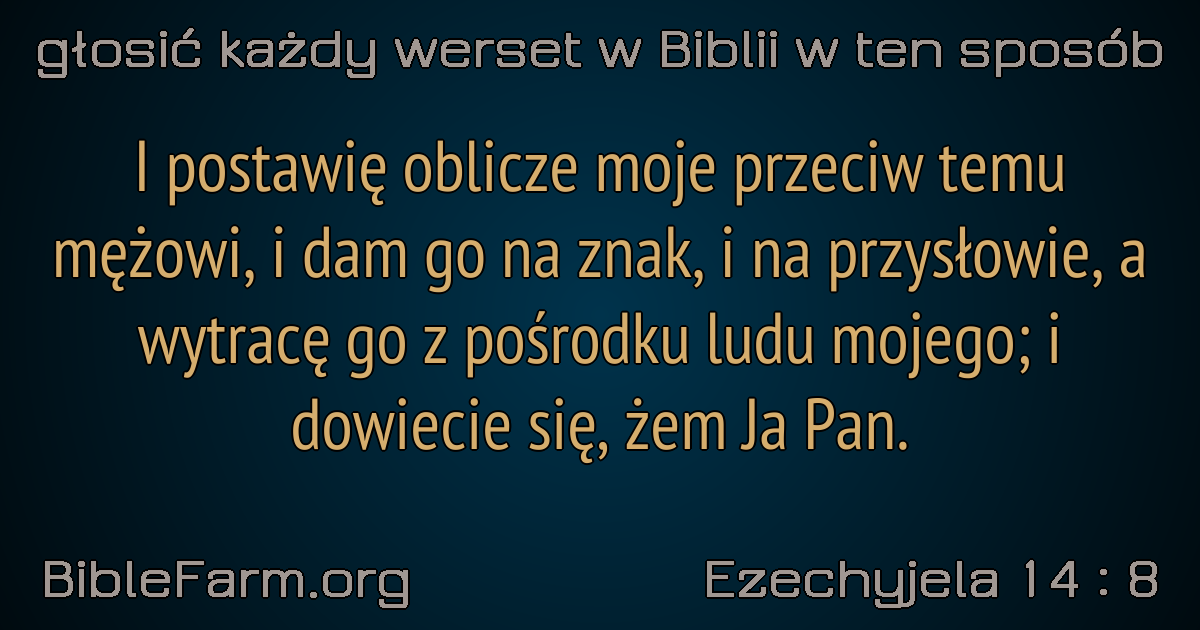 głosić każdy werset w Biblii w ten sposób
I postawię oblicze moje przeciw temu
mężowi, i dam go na znak, i na przysłowie, a
wytracę go z pośrodku ludu mojego; i
dowiecie się, żem Ja Pan.
BibleFarm.org
Ezechyjela 14 : 8